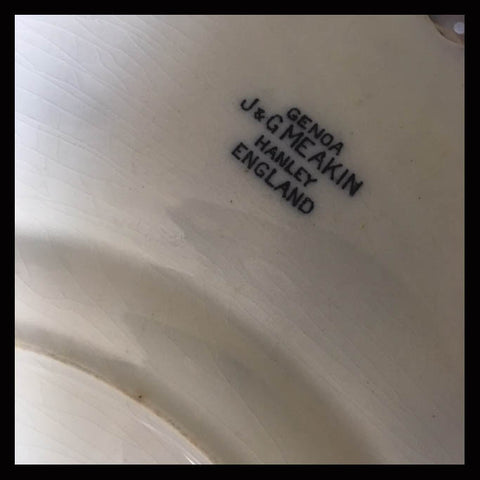 GENOA
J & G MEAKIN
HANLEY
ENGLAND